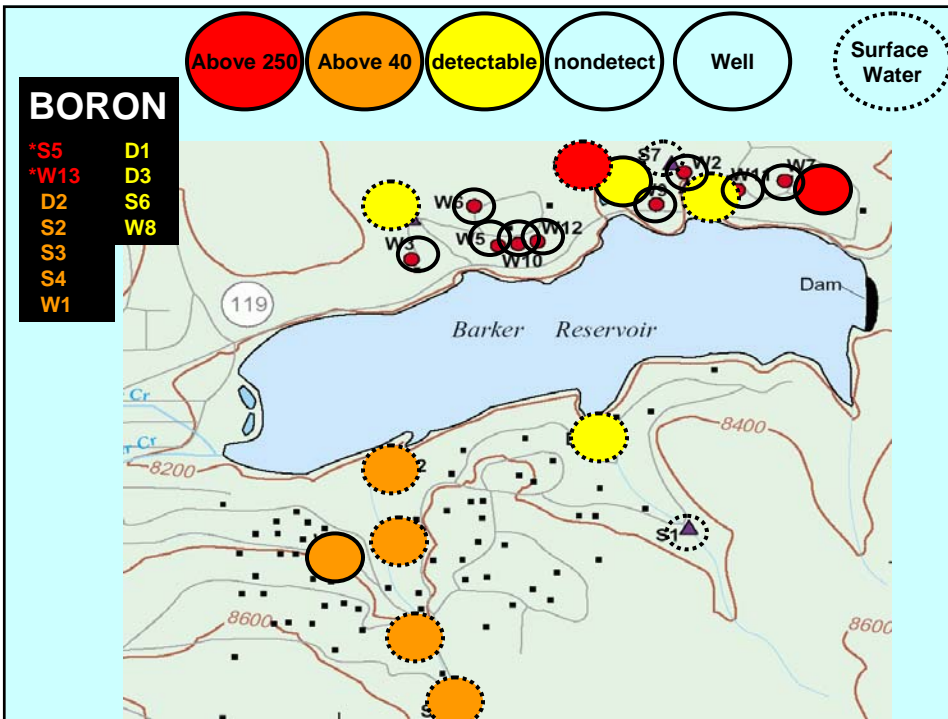 Above 250 Above 40 detectable nondetect Well Surface Water
BORON
*S5 D1
*W13 D3
D2 S6
S2 W8
S3
S4
W1
S7
W2
W7
W11
W6
W9
W5
W12
W3
W10
Dam
119
Barker Reservoir
Cr
Cr
8200
8400
2
S1
8600
8600
S